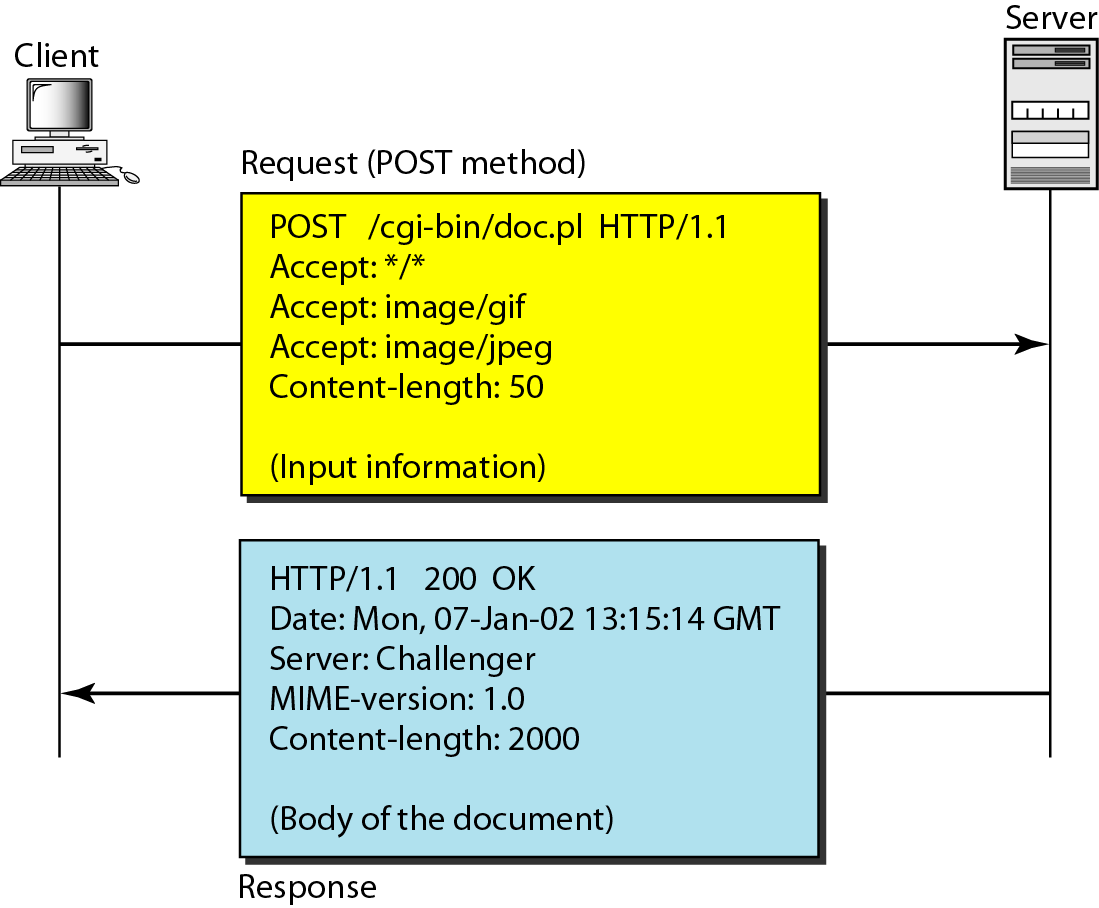 Server
Client
Request (POST method)
POST /cgi-bin/doc.pl HTTP/1.1
Accept: */*
Accept: image/gif
Accept: image/jpeg
Content-length: 50
(Input information)
HTTP/1.1 200 OK
Date: Mon, 07-Jan-02 13:15:14 GMT
Server: Challenger
MIME-version: 1.0
Content-length: 2000
(Body of the document)
Response